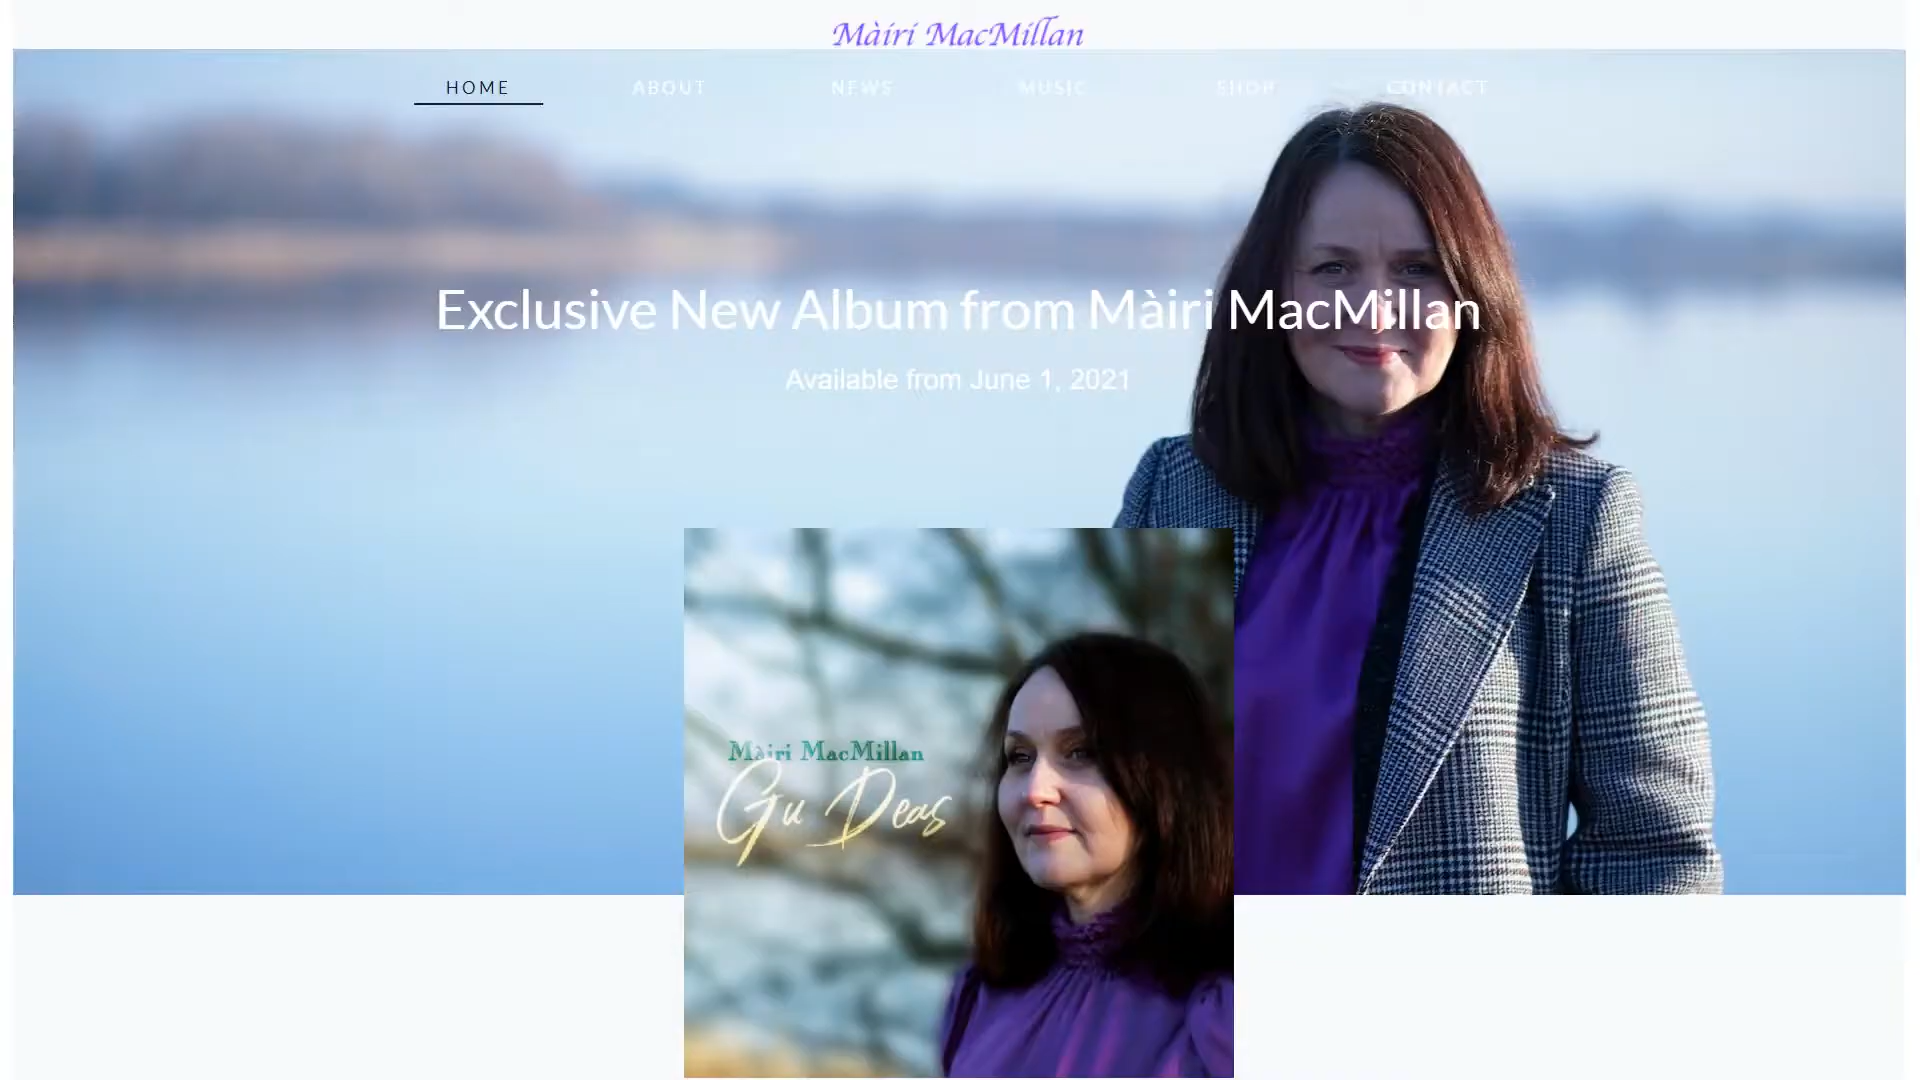 Màiri MacMillan
HOME ABOUT NEWS MUSIC SHOP CONTACT
Exclusive New Album from Màiri MacMillan
Available from June 1, 2021
Màiri MacMillan
Gu Deas